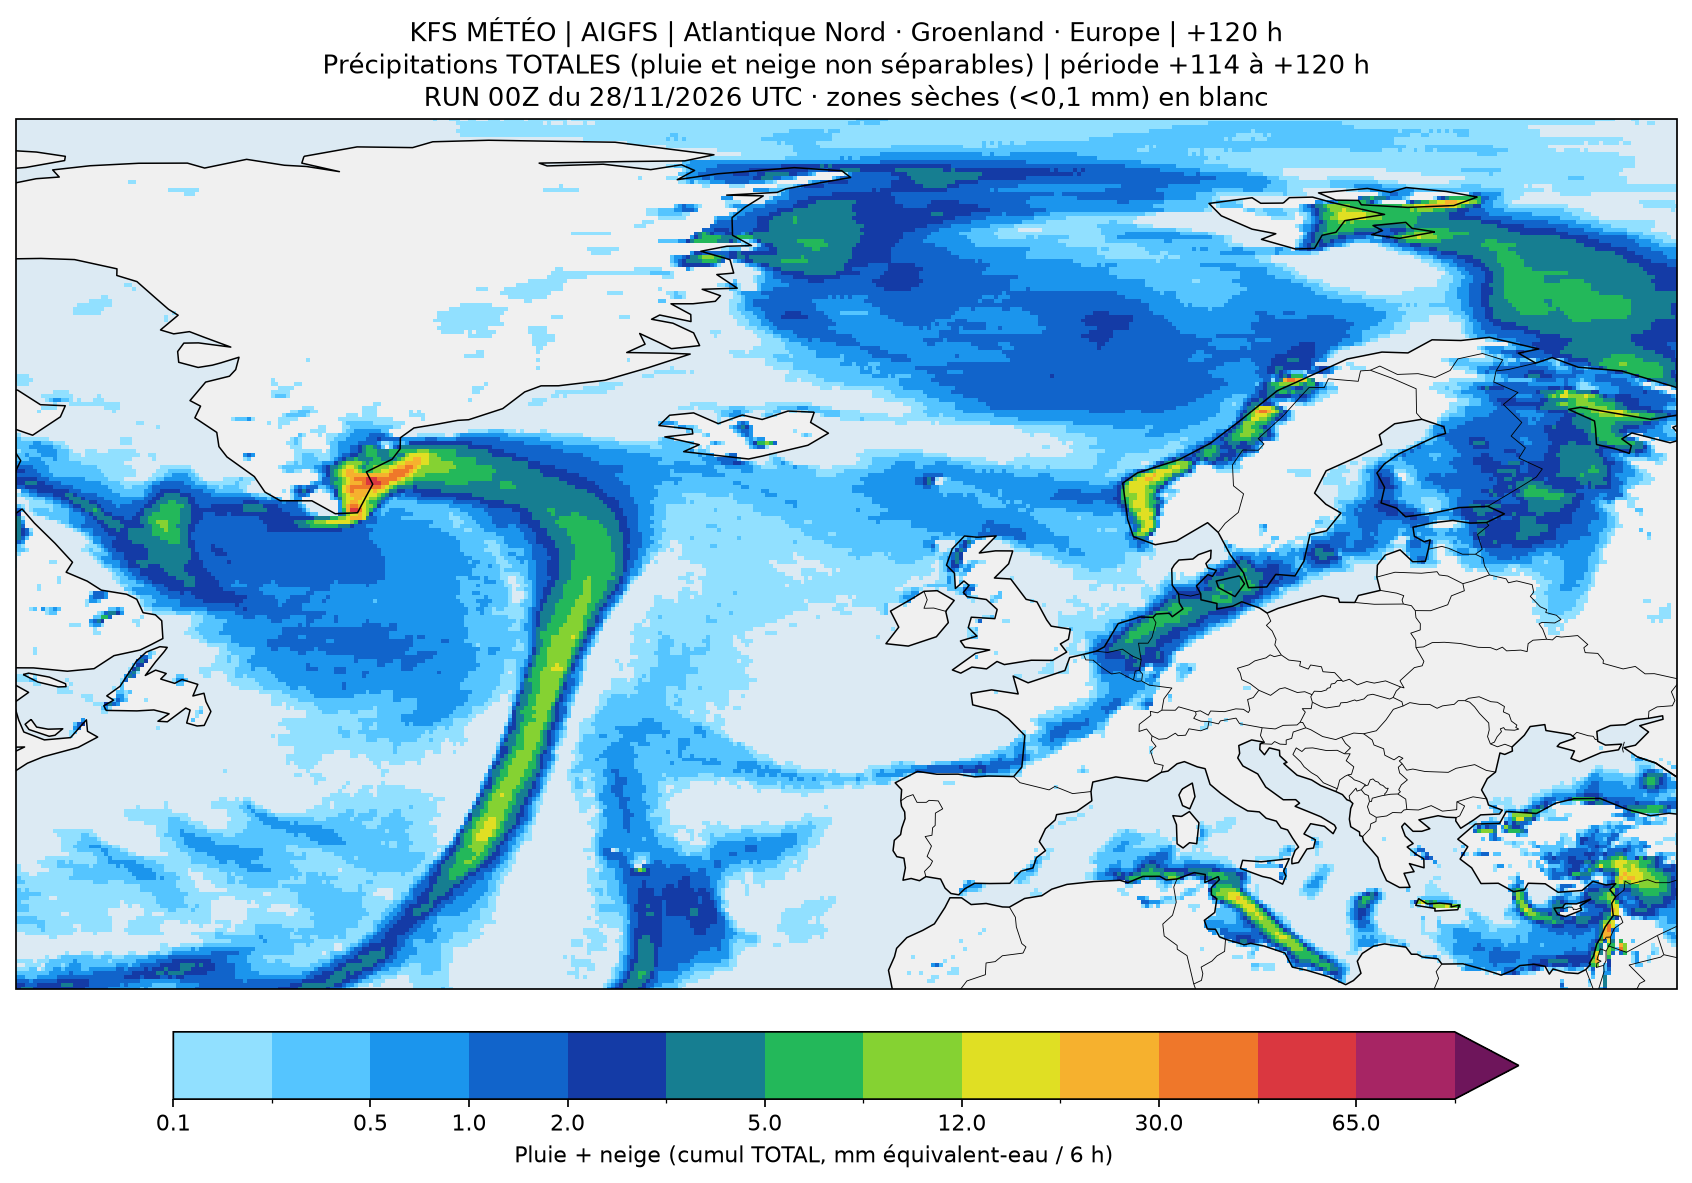 KFS MÉTÉO | AIGFS | Atlantique Nord · Groenland · Europe | +120 h
Précipitations TOTALES (pluie et neige non séparables) | période +114 à +120 h
RUN 00Z du 28/11/2026 UTC · zones sèches (<0,1 mm) en blanc
0.1 0.5 1.0 2.0 5.0 12.0 30.0 65.0
Pluie + neige (cumul TOTAL, mm équivalent-eau / 6 h)